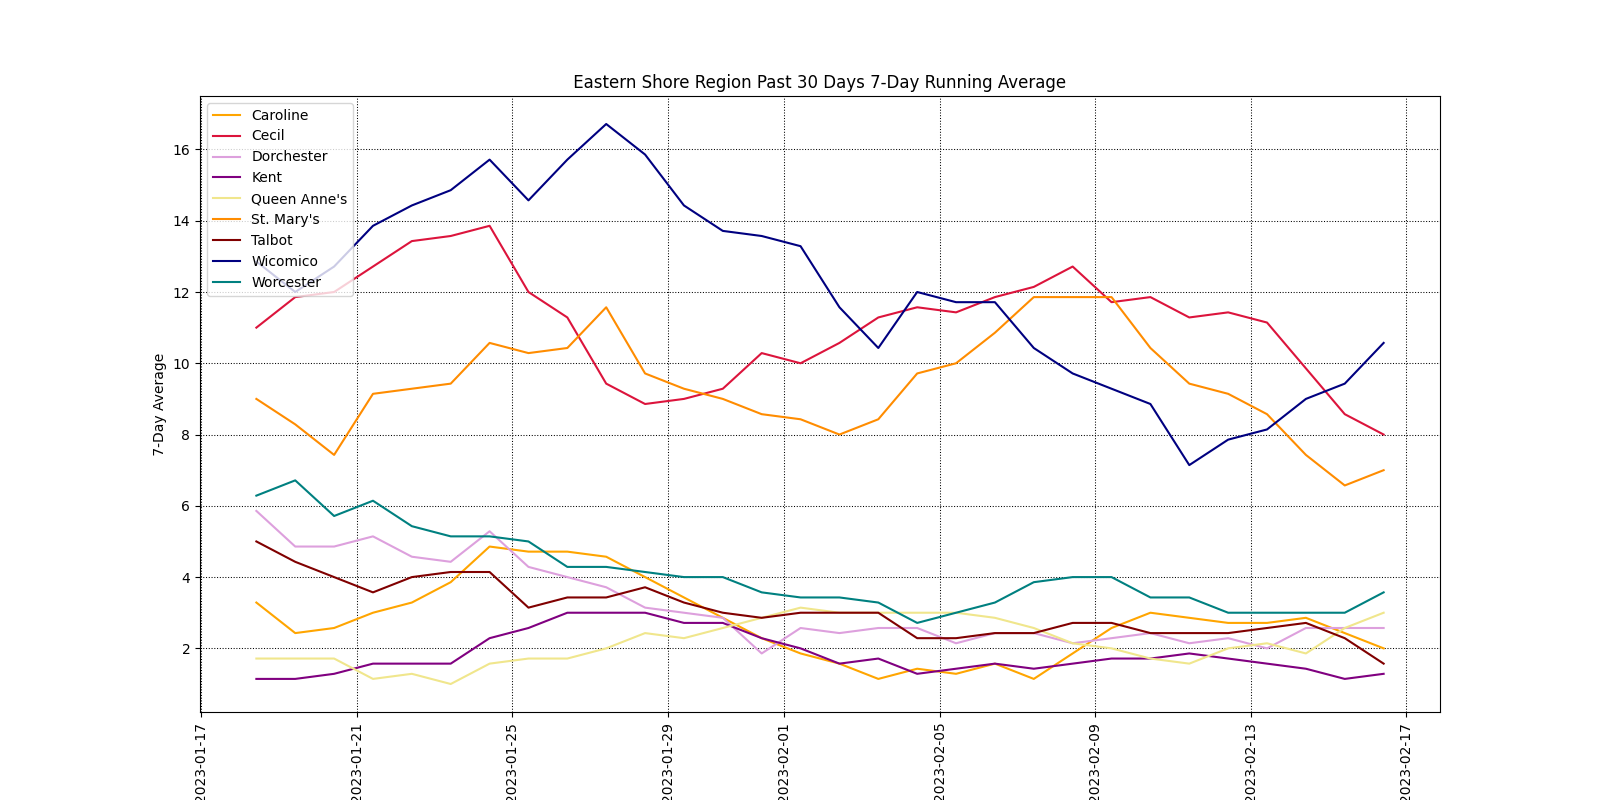 Eastern Shore Region Past 30 Days 7-Day Running Average
Caroline
Cecil
Dorchester
Kent
Queen Anne's
St. Mary's
Talbot
Wicomico
Worcester
7-Day Average
16
14
12
10
8
6
4
2
2023-01-17
2023-01-21
2023-01-25
2023-01-29
2023-02-01
2023-02-05
2023-02-09
2023-02-13
2023-02-17